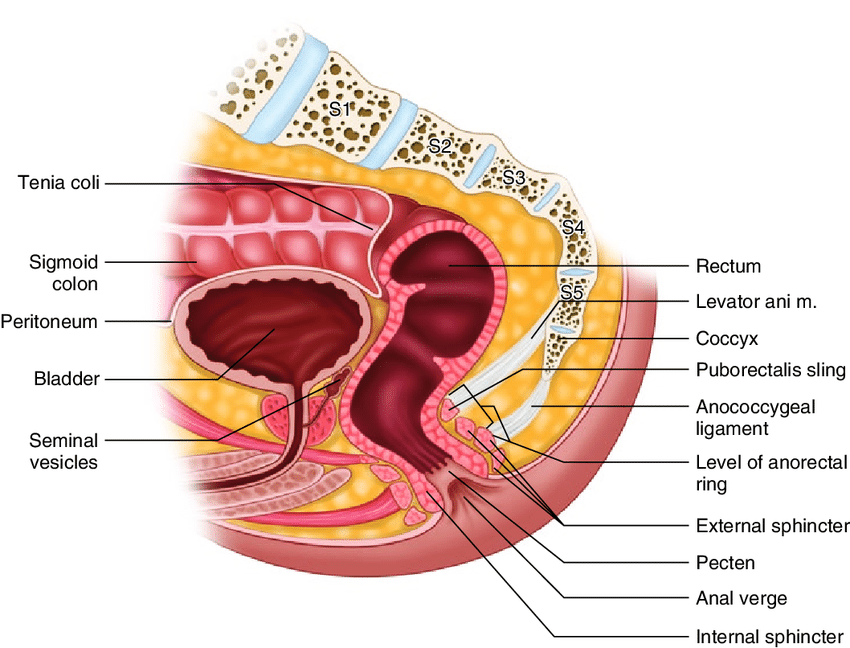 S1
S2
S3
S4
S5
Tenia coli
Sigmoid
colon
Peritoneum
Bladder
Seminal
vesicles
Rectum
Levator ani m.
Coccyx
Puborectalis sling
Anococcygeal
ligament
Level of anorectal
ring
External sphincter
Pecten
Anal verge
Internal sphincter